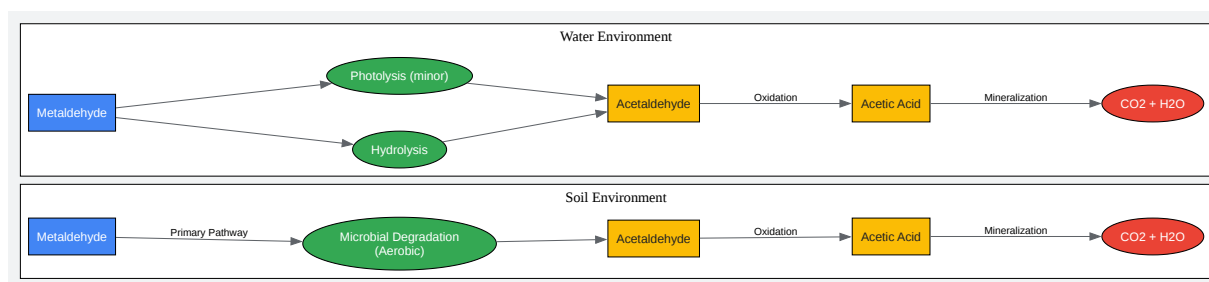 Water Environment
Photolysis (minor)
Metaldehyde
Acetaldehyde
Oxidation
Acetic Acid
Mineralization
CO2 + H2O
Hydrolysis
Soil Environment
Metaldehyde
Primary Pathway
Microbial Degradation
(Aerobic)
Acetaldehyde
Oxidation
Acetic Acid
Mineralization
CO2 + H2O